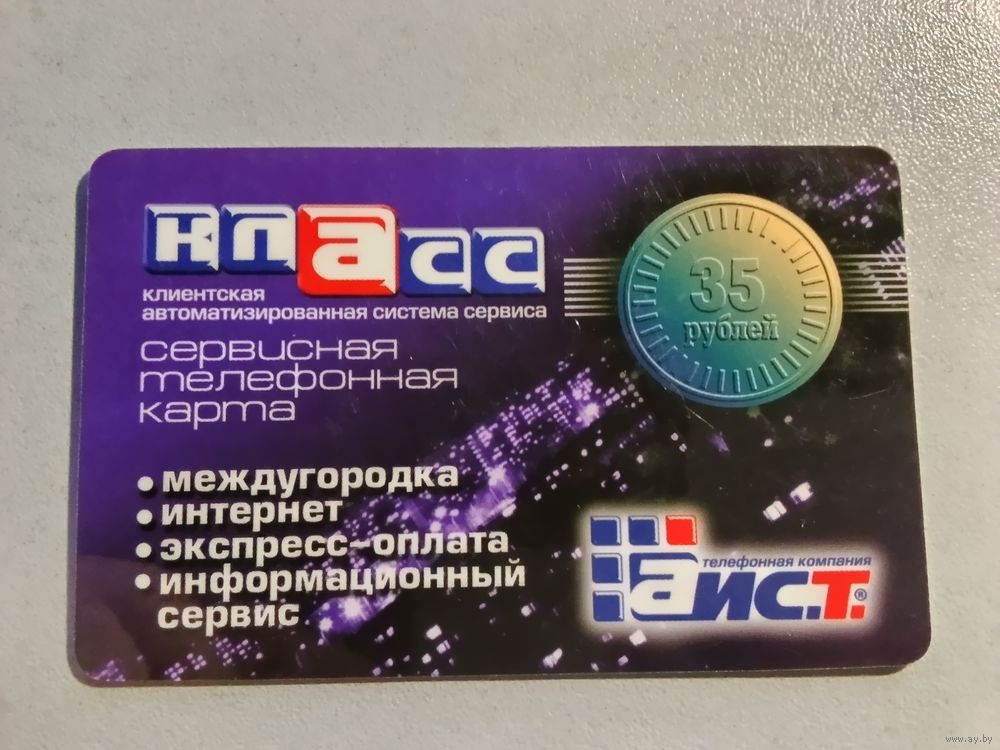 класс
клиентская
автоматизированная система сервиса
сервисная
телефонная
карта
35
рублей
• междугородка
• интернет
• экспресс-оплата
• информационный
сервис
телефонная компания
аис.т.®
www.ay.by